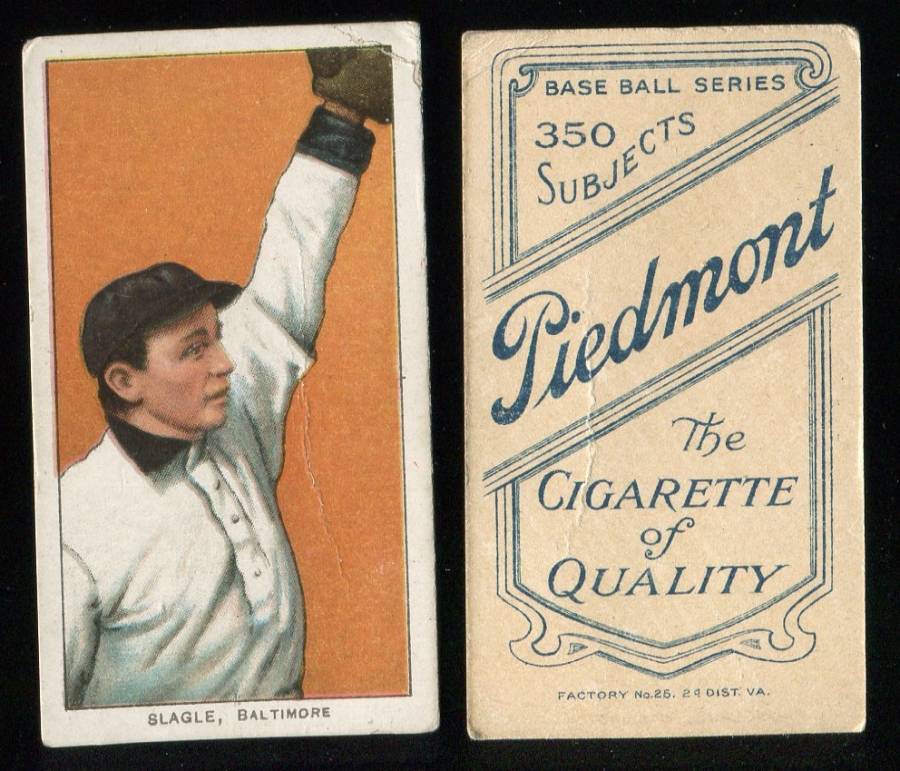 SLAGLE, BALTIMORE
BASE BALL SERIES
350
SUBJECTS
Piedmont
The
CIGARETTE
of
QUALITY
FACTORY No. 25. 2d DIST. VA.